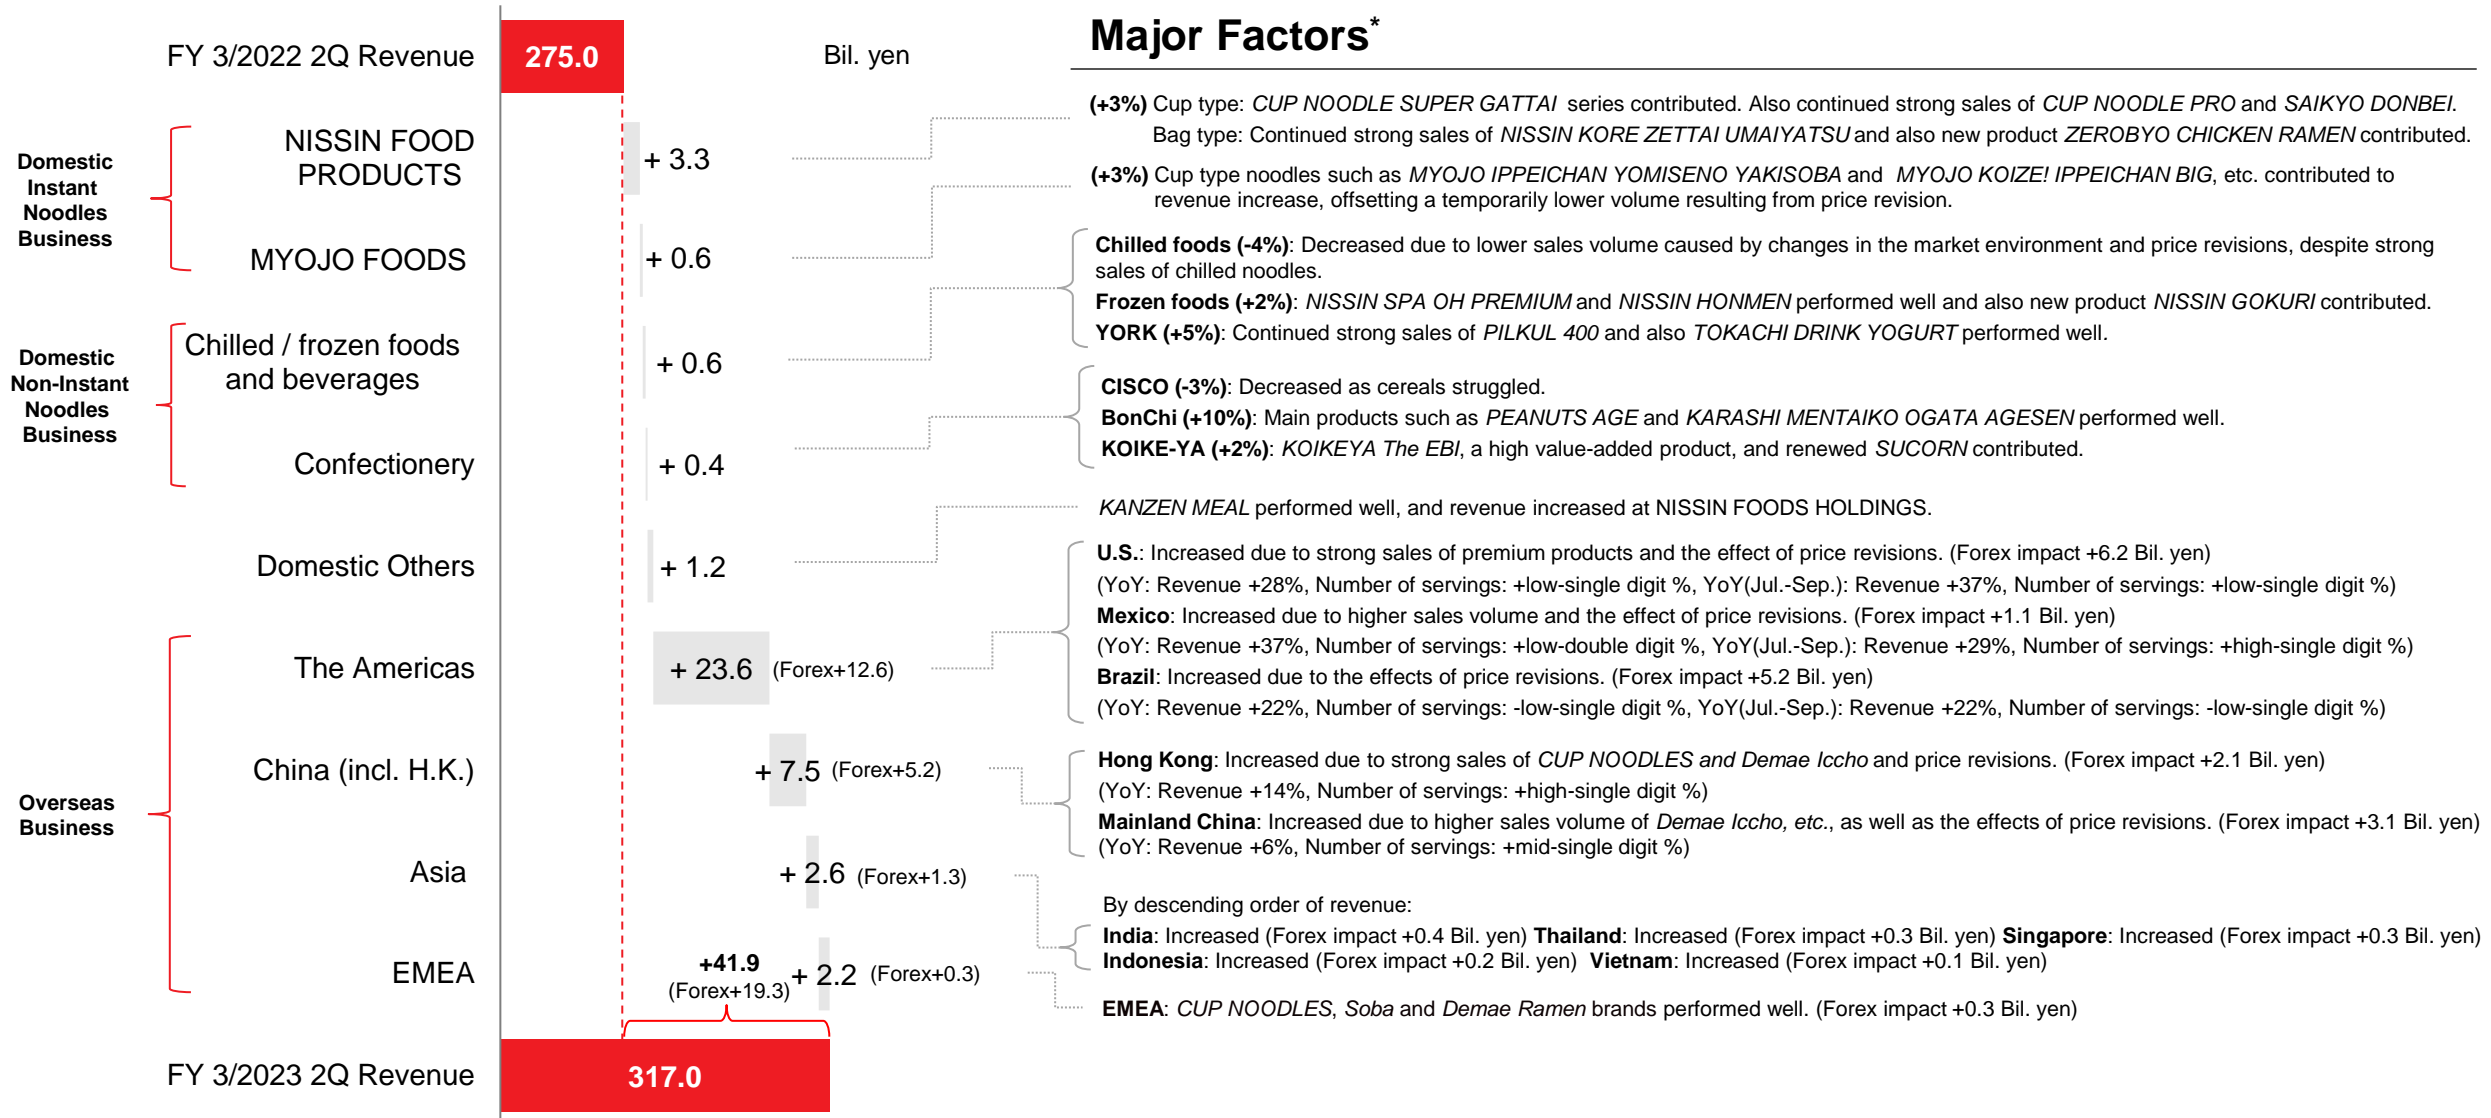 Major Factors*
FY 3/2022 2Q Revenue
275.0
Bil. yen
Domestic
Instant
Noodles
Business
NISSIN FOOD
PRODUCTS
+ 3.3
(+3%) Cup type: CUP NOODLE SUPER GATTAI series contributed. Also continued strong sales of CUP NOODLE PRO and SAIKYO DONBEI.
Bag type: Continued strong sales of NISSIN KORE ZETTAI UMAIYATSU and also new product ZEROBYO CHICKEN RAMEN contributed.
MYOJO FOODS
+ 0.6
(+3%) Cup type noodles such as MYOJO IPPEICHAN YOMISENO YAKISOBA and MYOJO KOIZE! IPPEICHAN BIG, etc. contributed to
revenue increase, offsetting a temporarily lower volume resulting from price revision.
Domestic
Non-Instant
Noodles
Business
Chilled / frozen foods
and beverages
+ 0.6
Chilled foods (-4%): Decreased due to lower sales volume caused by changes in the market environment and price revisions, despite strong
sales of chilled noodles.
Frozen foods (+2%): NISSIN SPA OH PREMIUM and NISSIN HONMEN performed well and also new product NISSIN GOKURI contributed.
YORK (+5%): Continued strong sales of PILKUL 400 and also TOKACHI DRINK YOGURT performed well.
Confectionery
+ 0.4
CISCO (-3%): Decreased as cereals struggled.
BonChi (+10%): Main products such as PEANUTS AGE and KARASHI MENTAIKO OGATA AGESEN performed well.
KOIKE-YA (+2%): KOIKEYA The EBI, a high value-added product, and renewed SUCORN contributed.
Domestic Others
+ 1.2
KANZEN MEAL performed well, and revenue increased at NISSIN FOODS HOLDINGS.
Overseas
Business
The Americas
+ 23.6 (Forex+12.6)
U.S.: Increased due to strong sales of premium products and the effect of price revisions. (Forex impact +6.2 Bil. yen)
(YoY: Revenue +28%, Number of servings: +low-single digit %, YoY(Jul.-Sep.): Revenue +37%, Number of servings: +low-single digit %)
Mexico: Increased due to higher sales volume and the effect of price revisions. (Forex impact +1.1 Bil. yen)
(YoY: Revenue +37%, Number of servings: +low-double digit %, YoY(Jul.-Sep.): Revenue +29%, Number of servings: +high-single digit %)
Brazil: Increased due to the effects of price revisions. (Forex impact +5.2 Bil. yen)
(YoY: Revenue +22%, Number of servings: -low-single digit %, YoY(Jul.-Sep.): Revenue +22%, Number of servings: -low-single digit %)
China (incl. H.K.)
+ 7.5 (Forex+5.2)
Hong Kong: Increased due to strong sales of CUP NOODLES and Demae Iccho and price revisions. (Forex impact +2.1 Bil. yen)
(YoY: Revenue +14%, Number of servings: +high-single digit %)
Mainland China: Increased due to higher sales volume of Demae Iccho, etc., as well as the effects of price revisions. (Forex impact +3.1 Bil. yen)
(YoY: Revenue +6%, Number of servings: +mid-single digit %)
Asia
+ 2.6 (Forex+1.3)
By descending order of revenue:
India: Increased (Forex impact +0.4 Bil. yen) Thailand: Increased (Forex impact +0.3 Bil. yen) Singapore: Increased (Forex impact +0.3 Bil. yen)
Indonesia: Increased (Forex impact +0.2 Bil. yen) Vietnam: Increased (Forex impact +0.1 Bil. yen)
EMEA
+ 2.2 (Forex+0.3)
EMEA: CUP NOODLES, Soba and Demae Ramen brands performed well. (Forex impact +0.3 Bil. yen)
+41.9
(Forex+19.3)
FY 3/2023 2Q Revenue
317.0